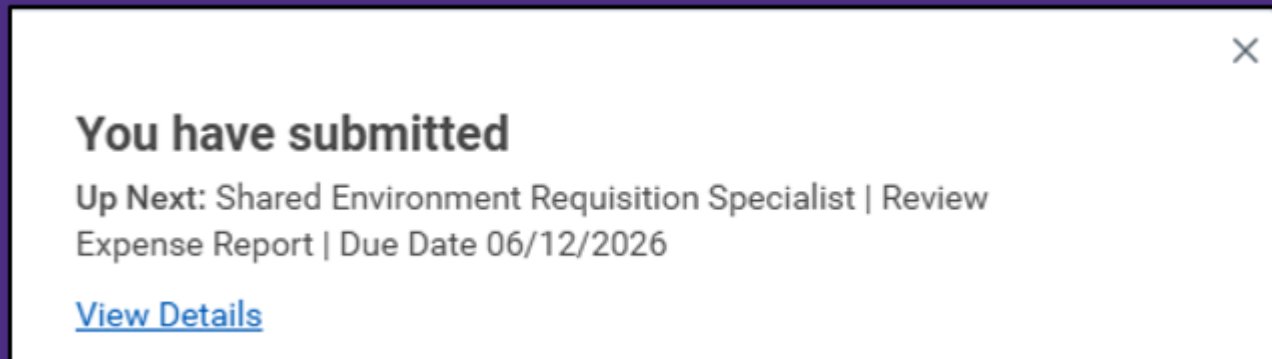 You have submitted
Up Next: Shared Environment Requisition Specialist | Review
Expense Report | Due Date 06/12/2026
View Details